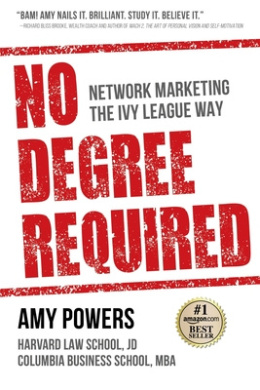 "BAM! AMY NAILS IT. BRILLIANT. STUDY IT. BELIEVE IT."
—RICHARD BLISS BROOKE, WEALTH COACH AND AUTHOR OF MACH 2: THE ART OF PERSONAL VISION AND SELF-MOTIVATION
NO
NETWORK MARKETING
THE IVY LEAGUE WAY
DEGREE
REQUIRED
AMY POWERS
HARVARD LAW SCHOOL, JD
COLUMBIA BUSINESS SCHOOL, MBA
#1
amazon.com
BEST
SELLER